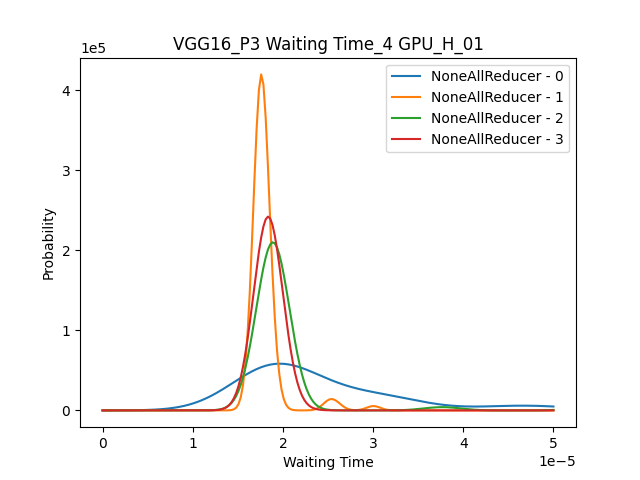 VGG16_P3 Waiting Time_4 GPU_H_01
1e5
NoneAllReducer - 0
NoneAllReducer - 1
NoneAllReducer - 2
NoneAllReducer - 3
4
3
2
1
0
Probability
0 1 2 3 4 5
1e−5
Waiting Time